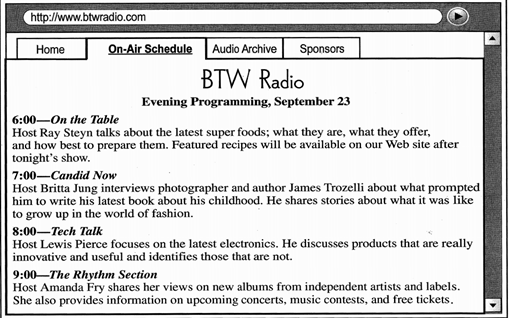 http://www.btwradio.com
Home On-Air Schedule Audio Archive Sponsors
BTW Radio
Evening Programming, September 23
6:00—On the Table
Host Ray Steyn talks about the latest super foods; what they are, what they offer,
and how best to prepare them. Featured recipes will be available on our Web site after
tonight's show.
7:00—Candid Now
Host Britta Jung interviews photographer and author James Trozelli about what prompted
him to write his latest book about his childhood. He shares stories about what it was like
to grow up in the world of fashion.
8:00—Tech Talk
Host Lewis Pierce focuses on the latest electronics. He discusses products that are really
innovative and useful and identifies those that are not.
9:00—The Rhythm Section
Host Amanda Fry shares her views on new albums from independent artists and labels.
She also provides information on upcoming concerts, music contests, and free tickets.